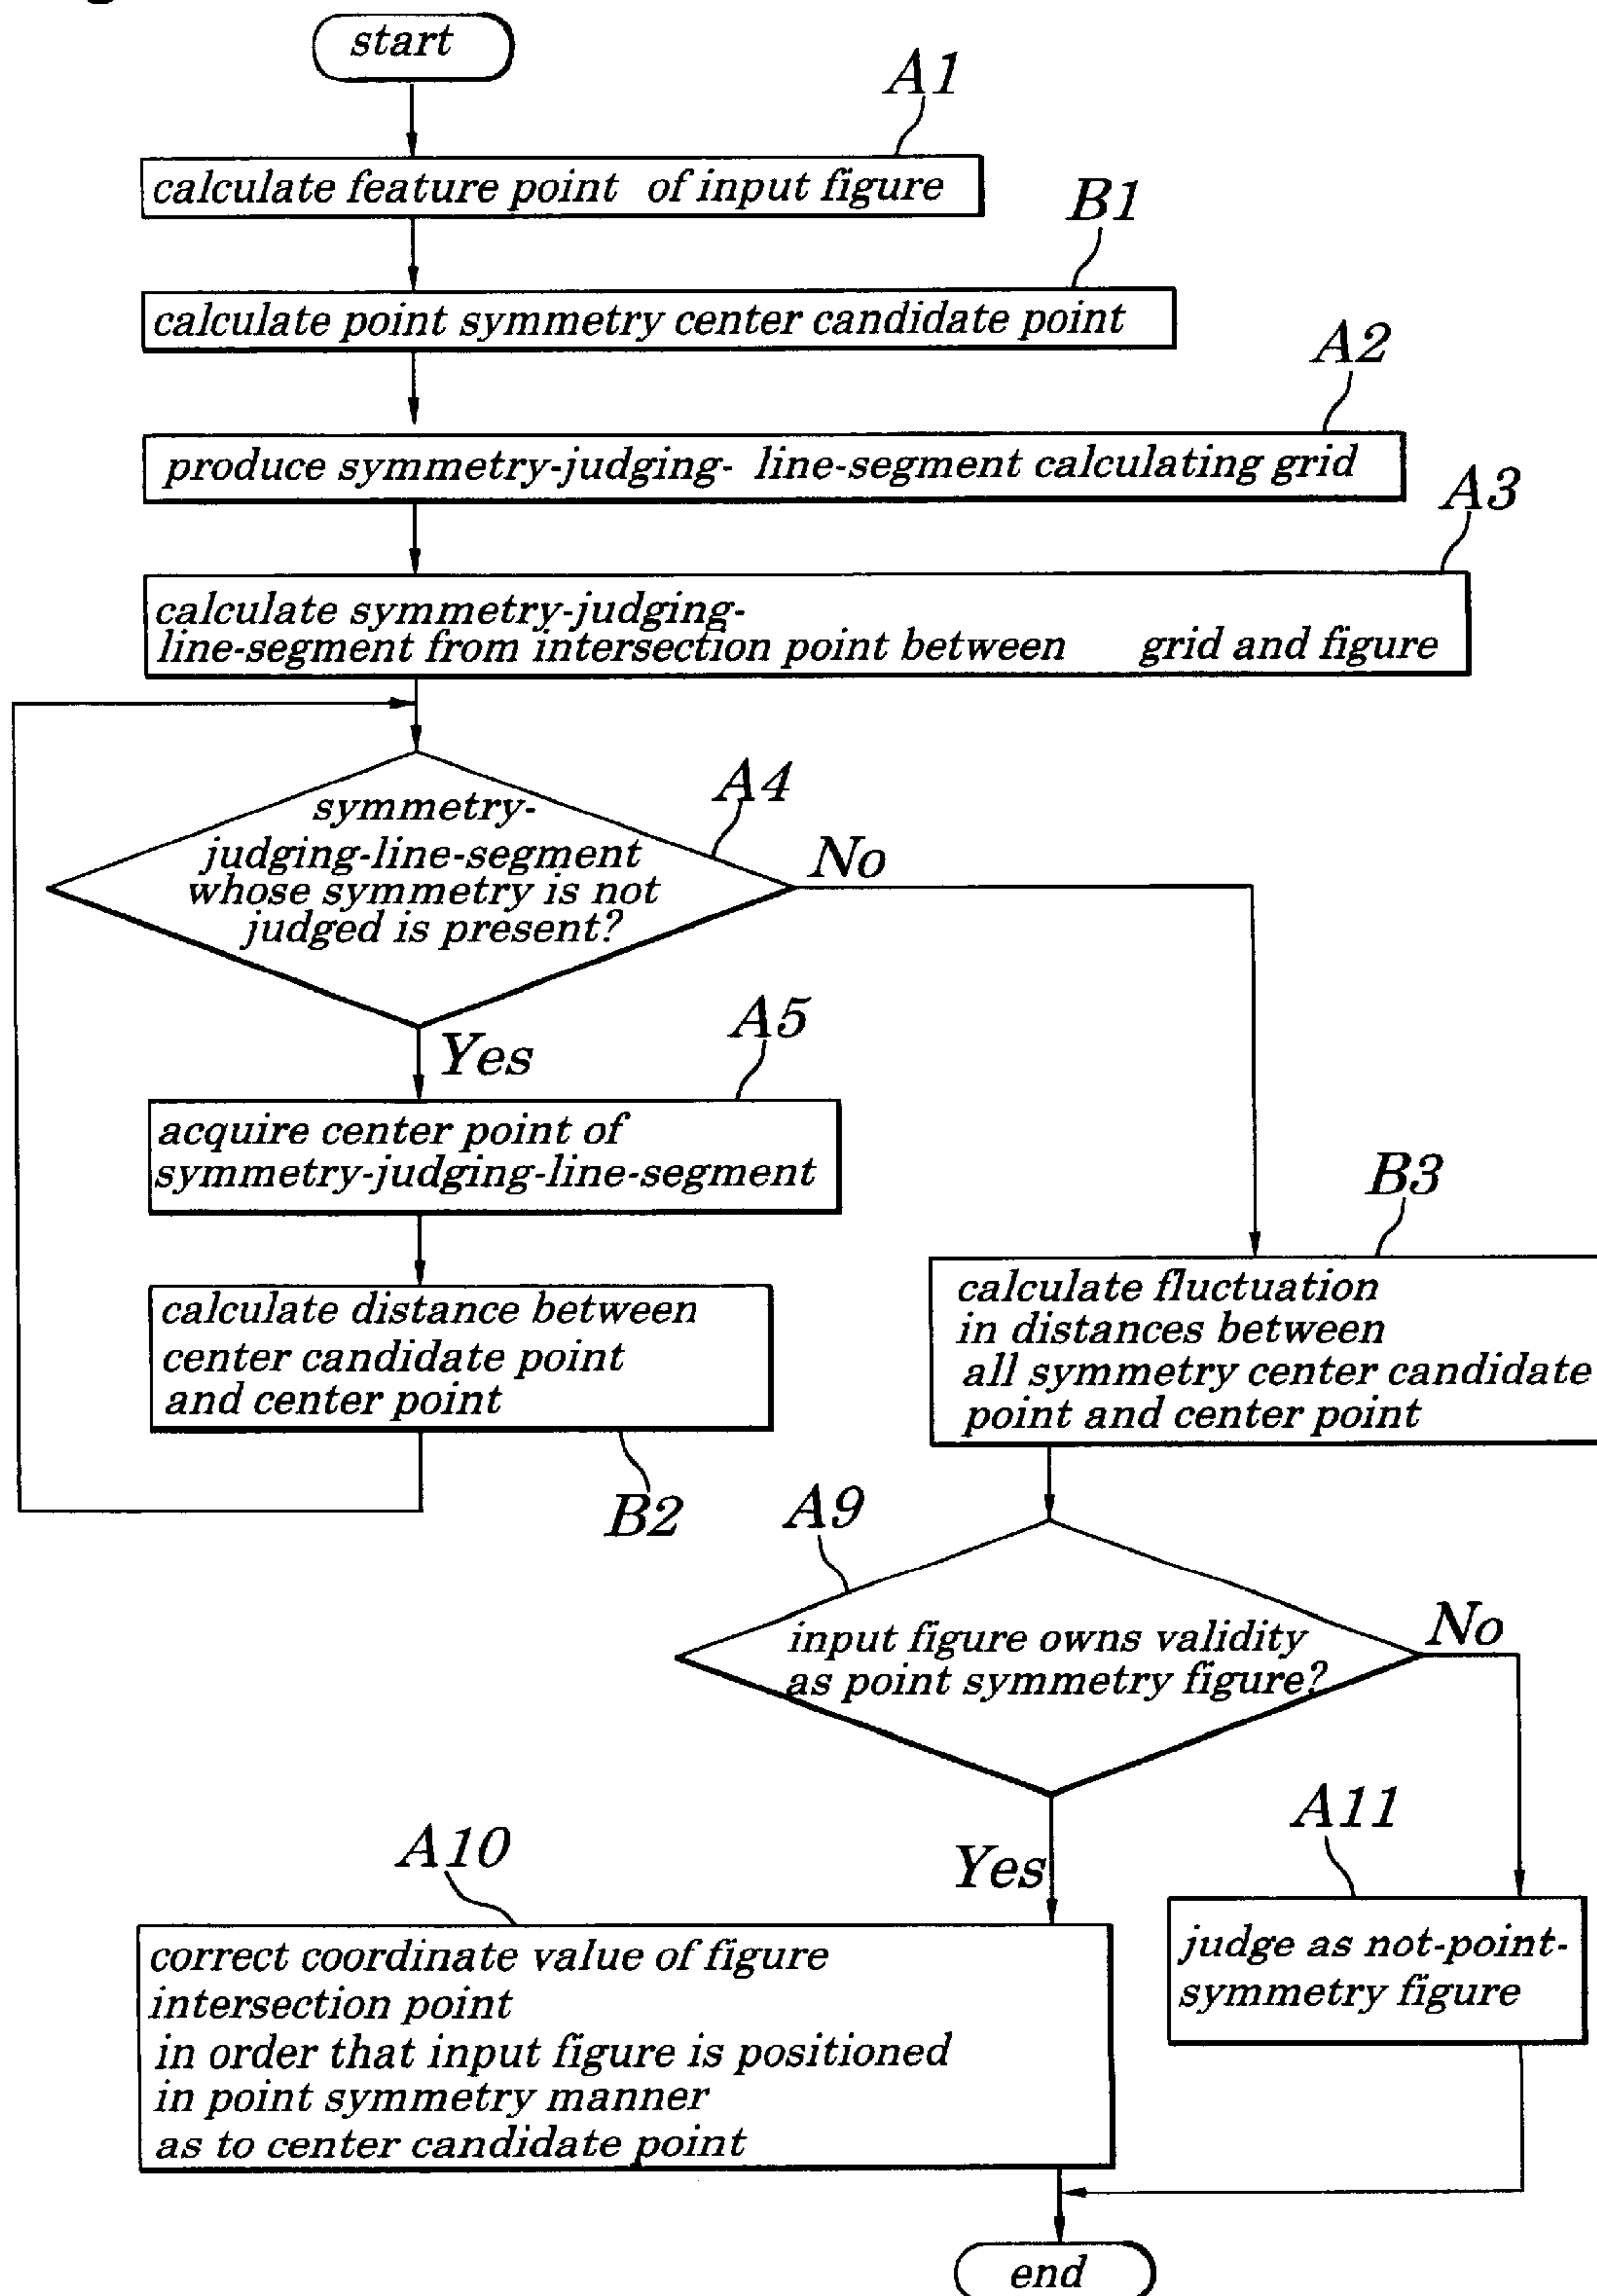 start
A1
calculate feature point of input figure
B1
calculate point symmetry center candidate point
A2
produce symmetry-judging- line-segment calculating grid
A3
calculate symmetry-judging-
line-segment from intersection point between grid and figure
A4
symmetry-
judging-line-segment
whose symmetry is not
judged is present?
No
Yes
A5
acquire center point of
symmetry-judging-line-segment
calculate distance between
center candidate point
and center point
B2
B3
calculate fluctuation
in distances between
all symmetry center candidate
point and center point
A9
input figure owns validity
as point symmetry figure?
No
Yes
A10
correct coordinate value of figure
intersection point
in order that input figure is positioned
in point symmetry manner
as to center candidate point
A11
judge as not-point-
symmetry figure
end